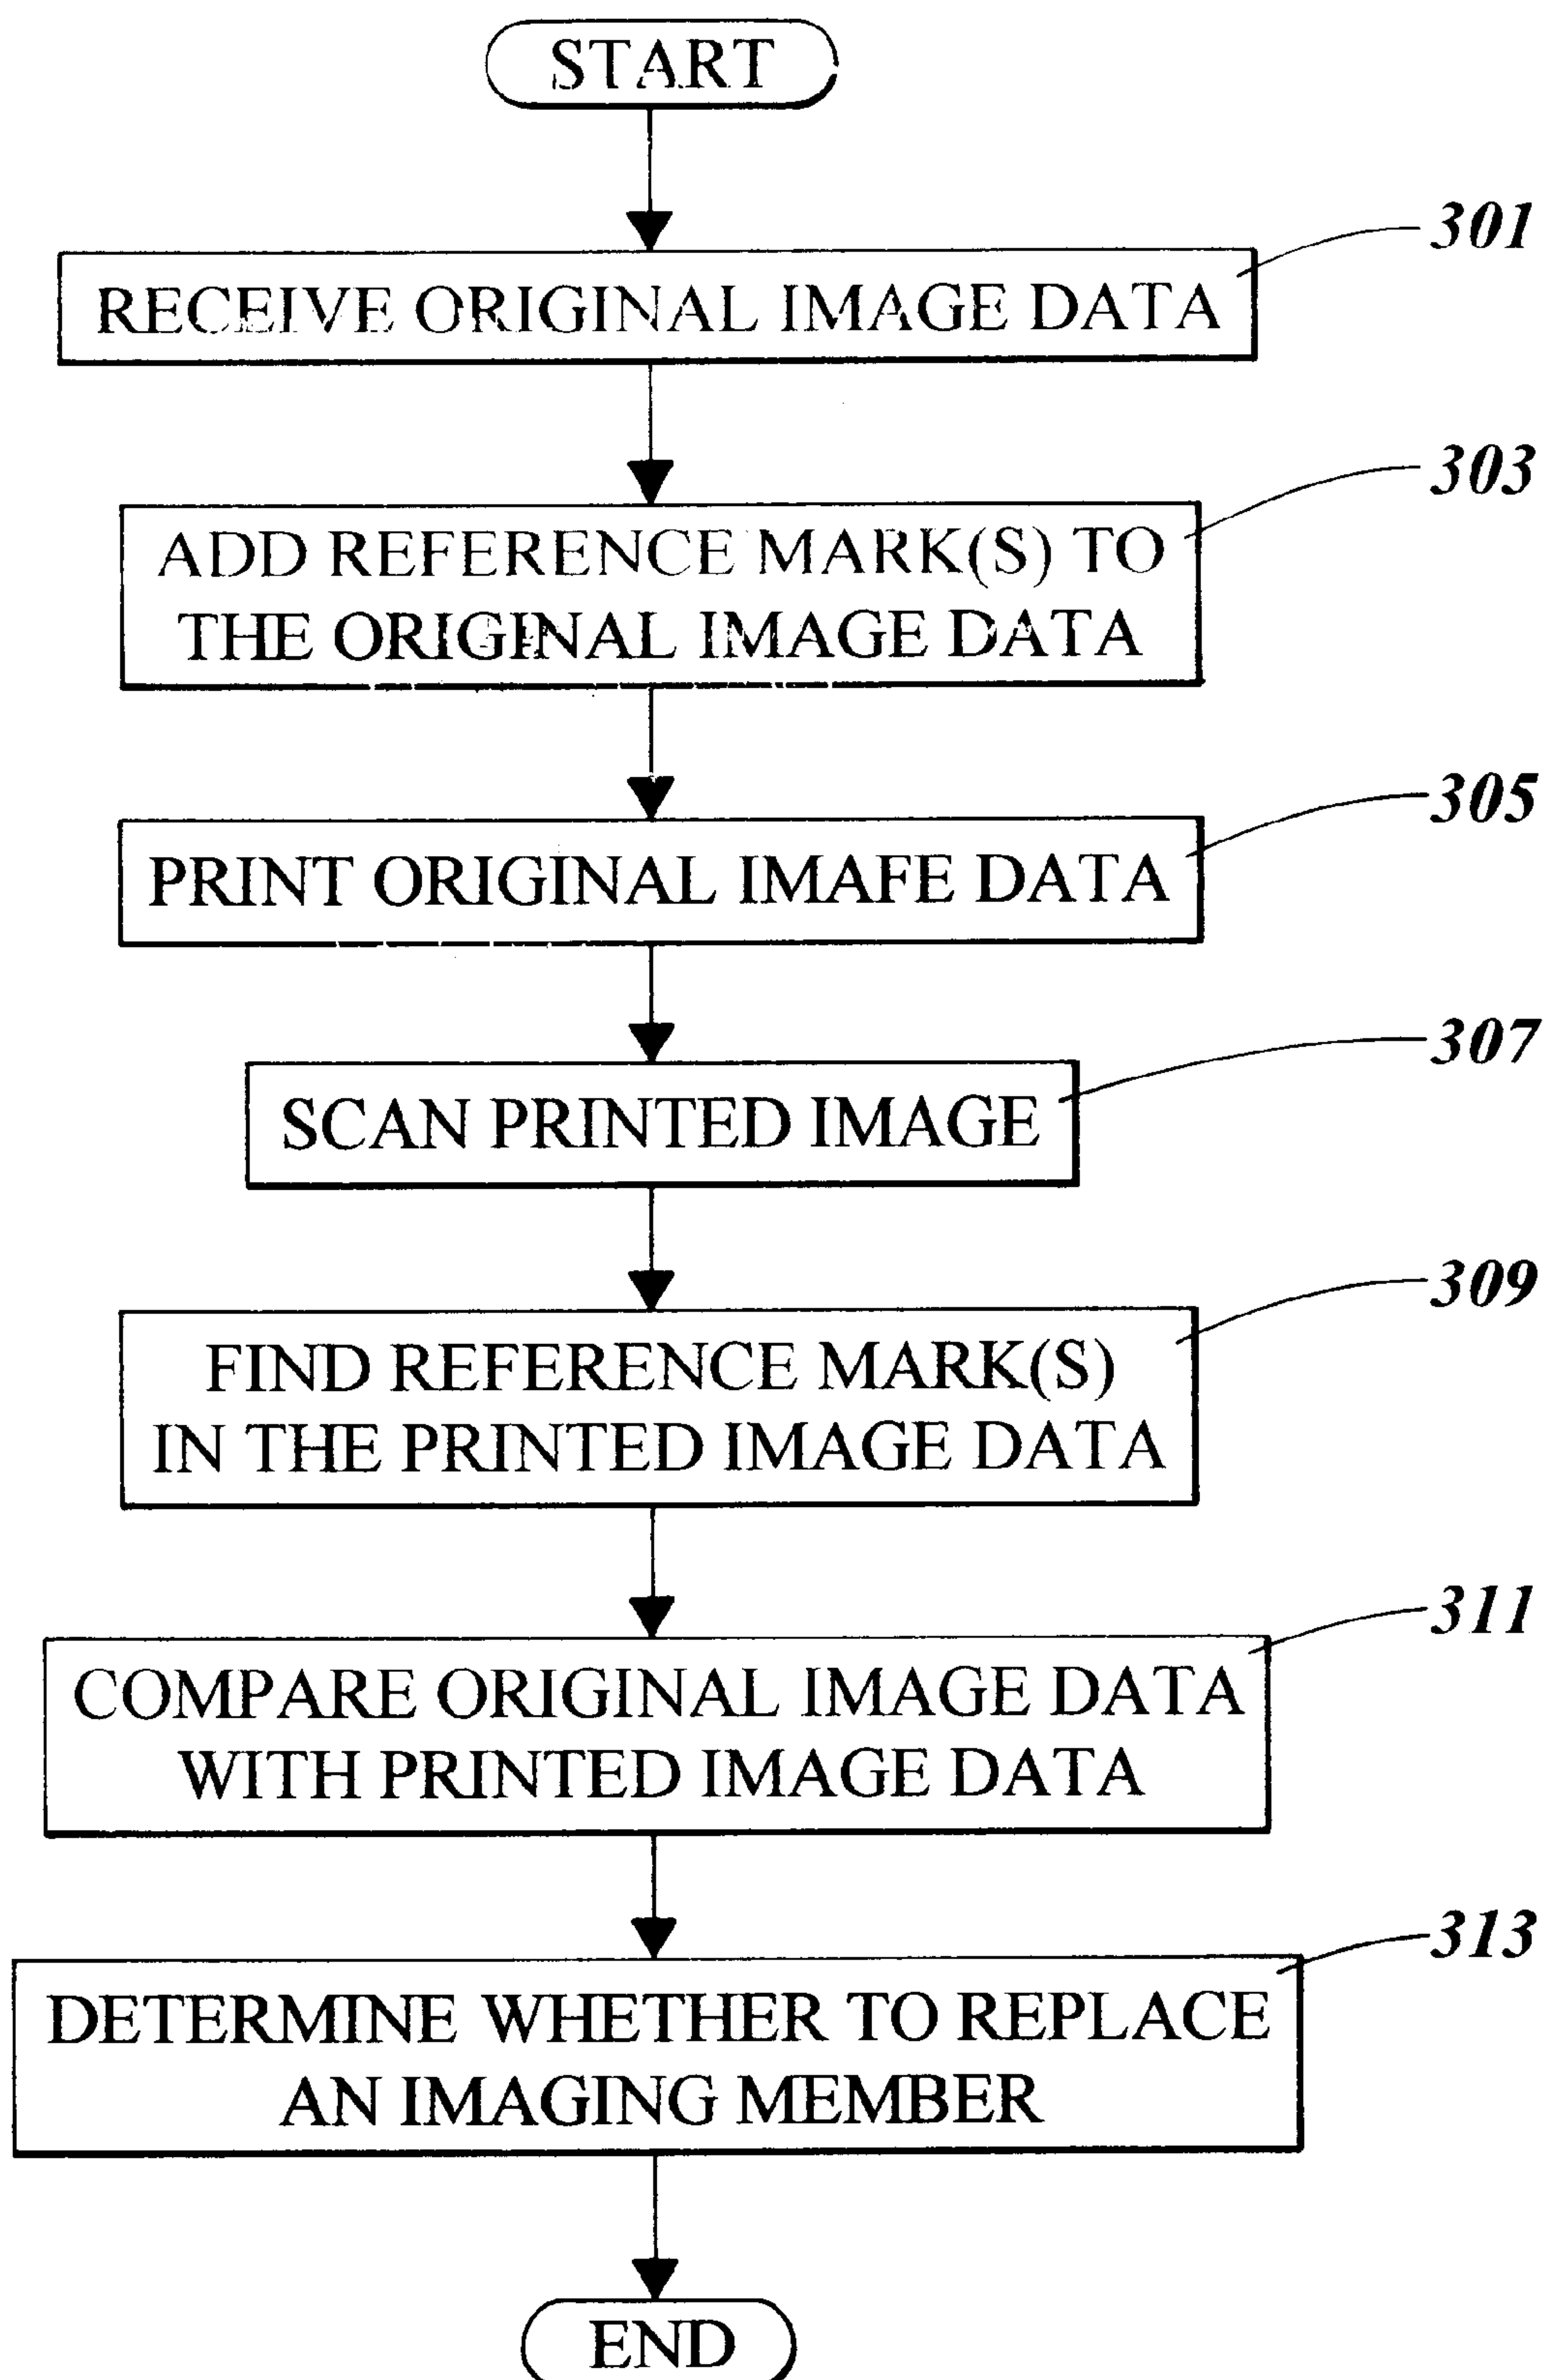 START
301
RECEIVE ORIGINAL IMAGE DATA
303
ADD REFERENCE MARK(S) TO
THE ORIGINAL IMAGE DATA
305
PRINT ORIGINAL IMAFE DATA
307
SCAN PRINTED IMAGE
309
FIND REFERENCE MARK(S)
IN THE PRINTED IMAGE DATA
311
COMPARE ORIGINAL IMAGE DATA
WITH PRINTED IMAGE DATA
313
DETERMINE WHETHER TO REPLACE
AN IMAGING MEMBER
END